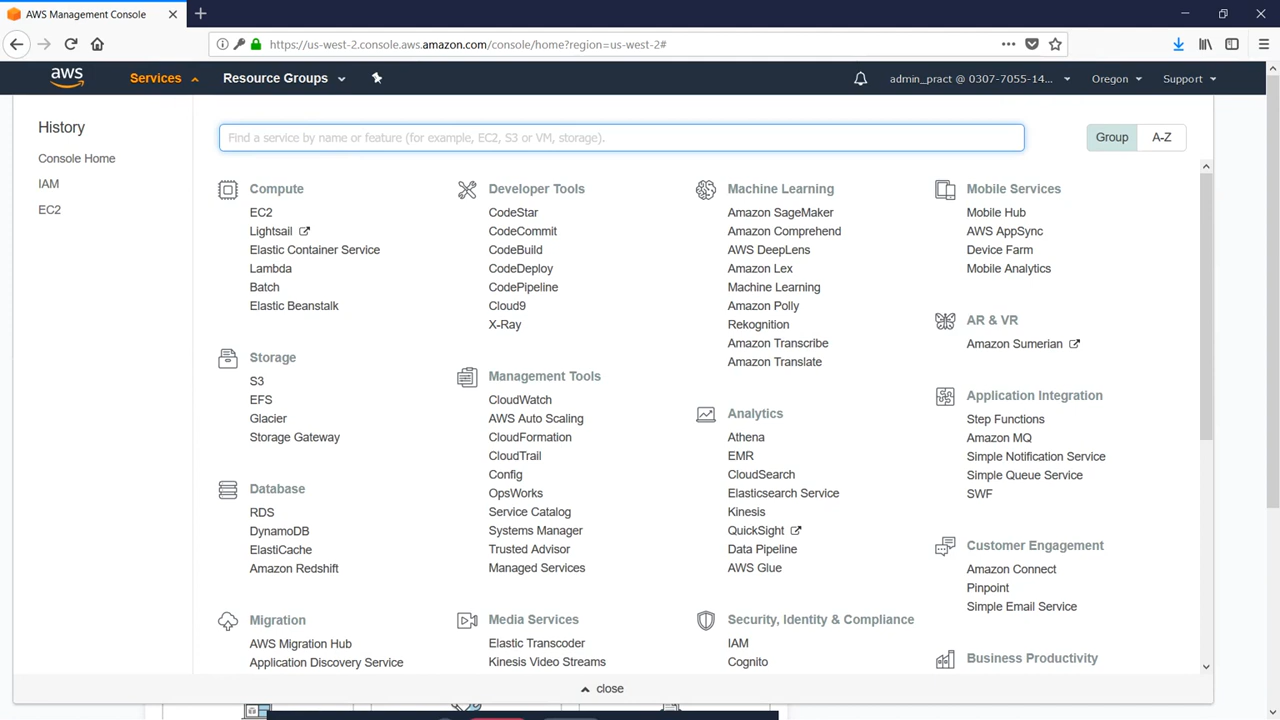 AWS Management Console
https://us-west-2.console.aws.amazon.com/console/home?region=us-west-2#
aws
Services
Resource Groups
admin_pract @ 0307-7055-14...
Oregon
Support
History
Console Home
IAM
EC2
Find a service by name or feature (for example, EC2, S3 or VM, storage).
Group
A-Z
Compute
EC2
Lightsail
Elastic Container Service
Lambda
Batch
Elastic Beanstalk
Storage
S3
EFS
Glacier
Storage Gateway
Database
RDS
DynamoDB
ElastiCache
Amazon Redshift
Migration
AWS Migration Hub
Application Discovery Service
Developer Tools
CodeStar
CodeCommit
CodeBuild
CodeDeploy
CodePipeline
Cloud9
X-Ray
Management Tools
CloudWatch
AWS Auto Scaling
CloudFormation
CloudTrail
Config
OpsWorks
Service Catalog
Systems Manager
Trusted Advisor
Managed Services
Media Services
Elastic Transcoder
Kinesis Video Streams
Machine Learning
Amazon SageMaker
Amazon Comprehend
AWS DeepLens
Amazon Lex
Machine Learning
Amazon Polly
Rekognition
Amazon Transcribe
Amazon Translate
Analytics
Athena
EMR
CloudSearch
Elasticsearch Service
Kinesis
QuickSight
Data Pipeline
AWS Glue
Security, Identity & Compliance
IAM
Cognito
Mobile Services
Mobile Hub
AWS AppSync
Device Farm
Mobile Analytics
AR & VR
Amazon Sumerian
Application Integration
Step Functions
Amazon MQ
Simple Notification Service
Simple Queue Service
SWF
Customer Engagement
Amazon Connect
Pinpoint
Simple Email Service
Business Productivity
close